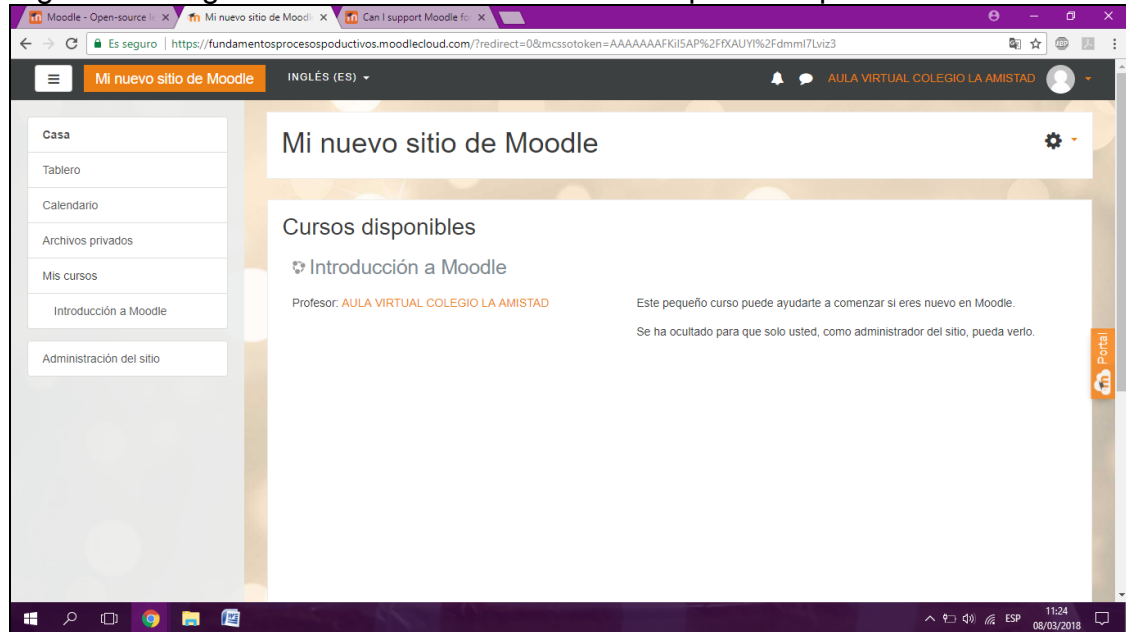 Moodle - Open-source l
Mi nuevo sitio de Moodl
Can I support Moodle fo
Es seguro | https://fundamentosprocesospoductivos.moodlecloud.com/?redirect=0&mcssotoken=AAAAAAAFKiI5AP%2FfXAUYI%2Fdmml7Lviz3
Mi nuevo sitio de Moodle
INGLÉS (ES)
AULA VIRTUAL COLEGIO LA AMISTAD
Casa
Tablero
Calendario
Archivos privados
Mis cursos
Introducción a Moodle
Administración del sitio
Mi nuevo sitio de Moodle
Cursos disponibles
Introducción a Moodle
Profesor: AULA VIRTUAL COLEGIO LA AMISTAD
Este pequeño curso puede ayudarte a comenzar si eres nuevo en Moodle.
Se ha ocultado para que solo usted, como administrador del sitio, pueda verlo.
Portal
ABP
ESP
11:24
08/03/2018